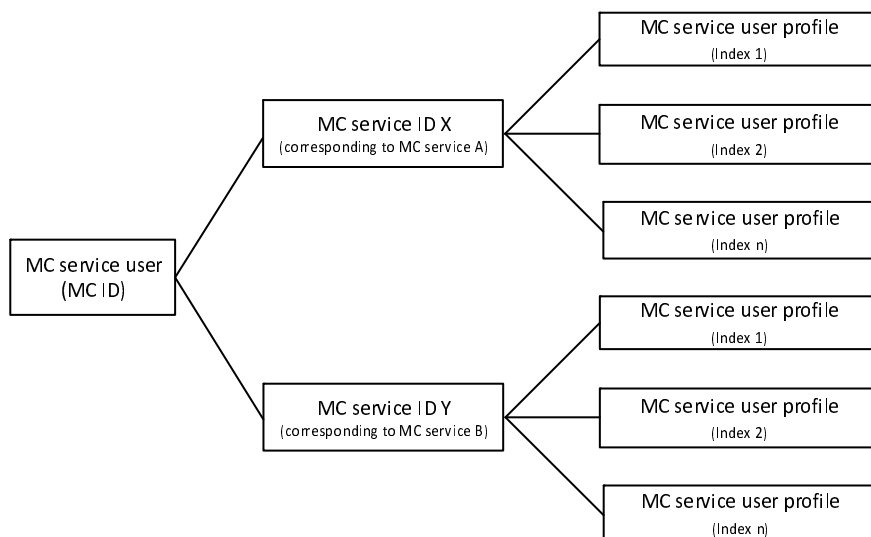 MC service user
(MC ID)
MC service ID X
(corresponding to MC service A)
MC service user profile
(Index 1)
MC service user profile
(Index 2)
MC service user profile
(Index n)
MC service ID Y
(corresponding to MC service B)
MC service user profile
(Index 1)
MC service user profile
(Index 2)
MC service user profile
(Index n)